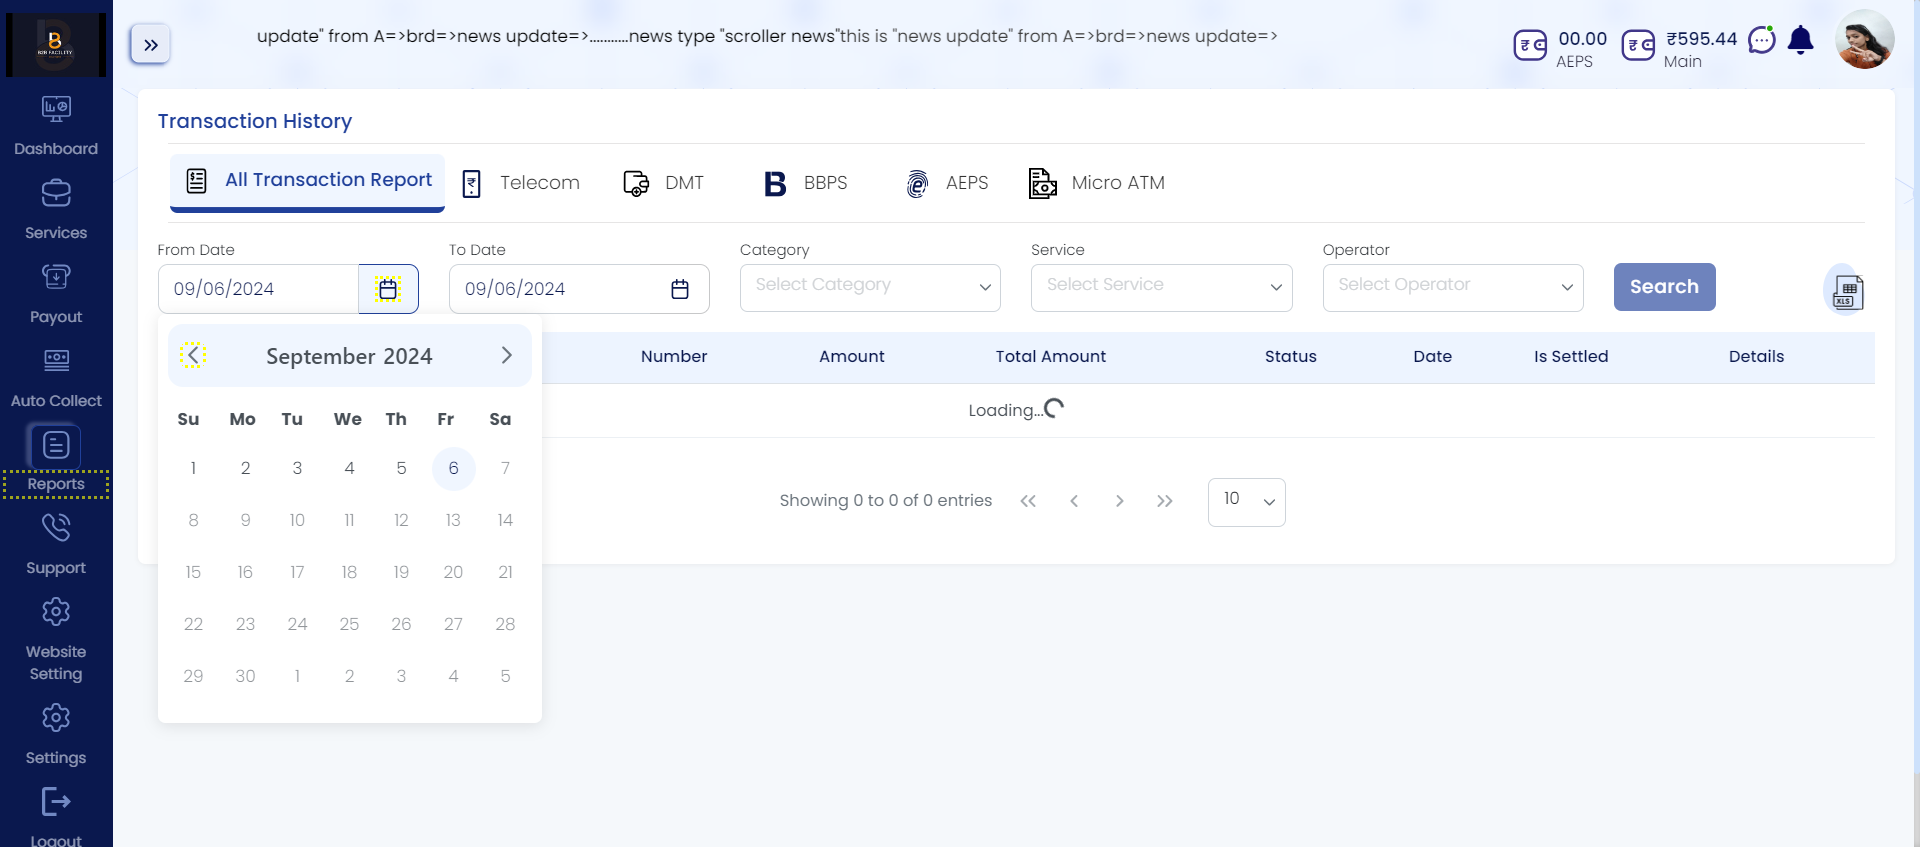 update" from A=>brd=>news update=>...........news type "scroller news"this is "news update" from A=>brd=>news update=>
00.00
AEPS
₹595.44
Main
B2B FACILITY
Dashboard
Services
Payout
Auto Collect
Reports
Support
Website
Setting
Settings
Logout
Transaction History
All Transaction Report
Telecom
DMT
BBPS
AEPS
Micro ATM
From Date
To Date
Category
Service
Operator
09/06/2024
09/06/2024
Select Category
Select Service
Select Operator
Search
XLS
September 2024
Su Mo Tu We Th Fr Sa
1 2 3 4 5 6 7
8 9 10 11 12 13 14
15 16 17 18 19 20 21
22 23 24 25 26 27 28
29 30 1 2 3 4 5
Number Amount Total Amount Status Date Is Settled Details
Loading...
Showing 0 to 0 of 0 entries
10